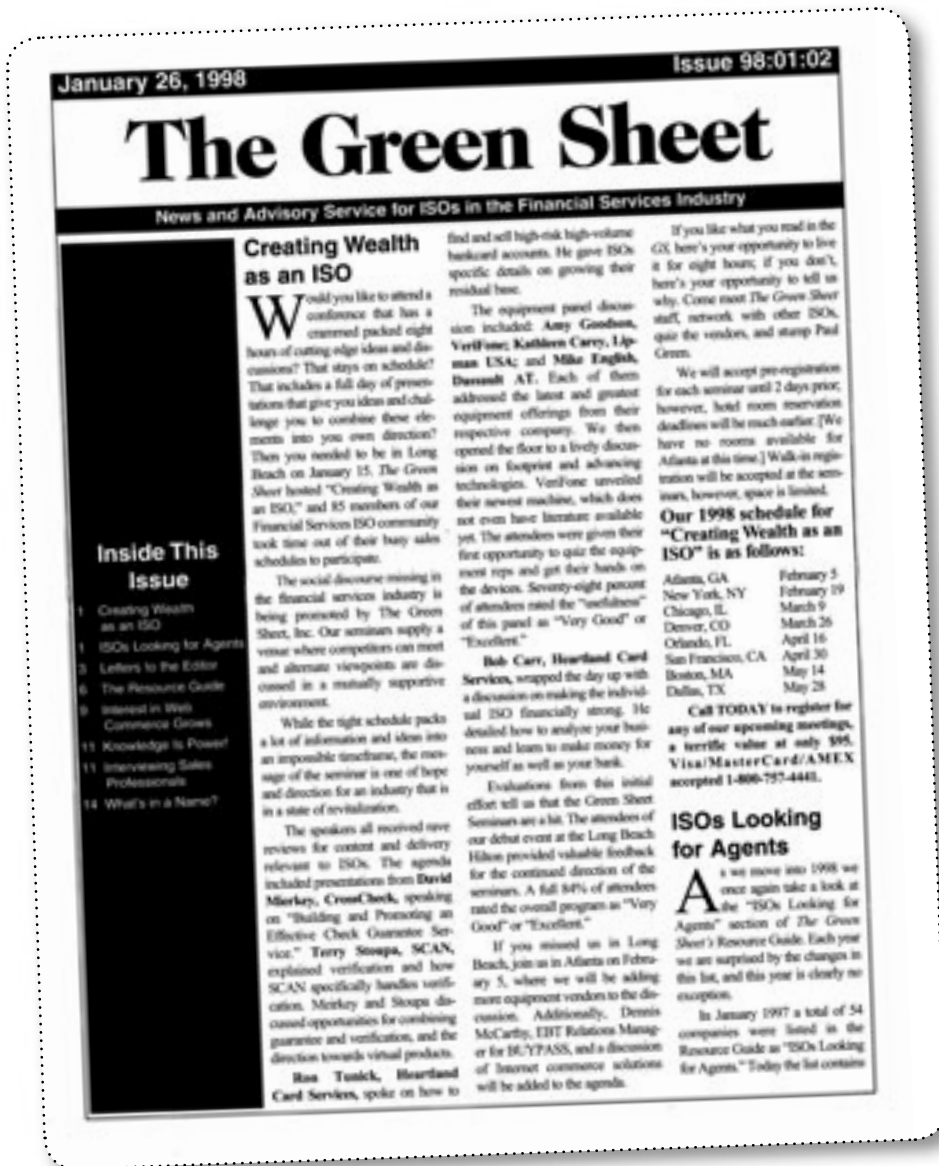 January 26, 1998
Issue 98:01:02
The Green Sheet
News and Advisory Service for ISOs in the Financial Services Industry
Inside This
Issue
1 Creating Wealth
as an ISO
1 ISOs Looking for Agents
3 Letters to the Editor
6 The Resource Guide
9 Interest in Web
Commerce Grows
11 Knowledge Is Power!
11 Interviewing Sales
Professionals
14 What's in a Name?
Creating Wealth
as an ISO
Would you like to attend a
conference that has a
crammed packed eight
hours of cutting edge ideas and dis-
cussions? That stays on schedule?
That includes a full day of presen-
tations that give you ideas and chal-
lenge you to combine these ele-
ments into you own direction?
Then you needed to be in Long
Beach on January 15. The Green
Sheet hosted "Creating Wealth as
an ISO," and 85 members of our
Financial Services ISO community
took time out of their busy sales
schedules to participate.
The social discourse missing in
the financial services industry is
being promoted by The Green
Sheet, Inc. Our seminars supply a
venue where competitors can meet
and alternate viewpoints are dis-
cussed in a mutually supportive
environment.
While the tight schedule packs
a lot of information and ideas into
an impossible timeframe, the mes-
sage of the seminar is one of hope
and direction for an industry that is
in a state of revitalization.
The speakers all received rave
reviews for content and delivery
relevant to ISOs. The agenda
included presentations from David
Mierkey, CrossCheck, speaking
on "Building and Promoting an
Effective Check Guarantee Ser-
vice." Terry Stoupa, SCAN,
explained verification and how
SCAN specifically handles verifi-
cation. Meirkey and Stoupa dis-
cussed opportunities for combining
guarantee and verification, and the
direction towards virtual products.
Ron Tunick, Heartland
Card Services, spoke on how to
find and sell high-risk high-volume
bankcard accounts. He gave ISOs
specific details on growing their
residual base.
The equipment panel discus-
sion included: Amy Goodson,
VeriFone; Kathleen Carey, Lip-
man USA; and Mike English,
Dassault AT. Each of them
addressed the latest and greatest
equipment offerings from their
respective company. We then
opened the floor to a lively discus-
sion on footprint and advancing
technologies. VeriFone unveiled
their newest machine, which does
not even have literature available
yet. The attendees were given their
first opportunity to quiz the equip-
ment reps and get their hands on
the devices. Seventy-eight percent
of attendees rated the "usefulness"
of this panel as "Very Good" or
"Excellent."
Bob Carr, Heartland Card
Services, wrapped the day up with
a discussion on making the individ-
ual ISO financially strong. He
detailed how to analyze your busi-
ness and learn to make money for
yourself as well as your bank.
Evaluations from this initial
effort tell us that the Green Sheet
Seminars are a hit. The attendees of
our debut event at the Long Beach
Hilton provided valuable feedback
for the continued direction of the
seminars. A full 84% of attendees
rated the overall program as "Very
Good" or "Excellent."
If you missed us in Long
Beach, join us in Atlanta on Febru-
ary 5, where we will be adding
more equipment vendors to the dis-
cussion. Additionally, Dennis
McCarthy, EBT Relations Manag-
er for BUYPASS, and a discussion
of Internet commerce solutions
will be added to the agenda.
If you like what you read in the
GS, here's your opportunity to live
it for eight hours; if you don't,
here's your opportunity to tell us
why. Come meet The Green Sheet
staff, network with other ISOs,
quiz the vendors, and stump Paul
Green.
We will accept pre-registration
for each seminar until 2 days prior;
however, hotel room reservation
deadlines will be much earlier. [We
have no rooms available for
Atlanta at this time.] Walk-in regis-
tration will be accepted at the sem-
inars, however, space is limited.
Our 1998 schedule for
"Creating Wealth as an
ISO" is as follows:
Atlanta, GA February 5
New York, NY February 19
Chicago, IL March 9
Denver, CO March 26
Orlando, FL April 16
San Francisco, CA April 30
Boston, MA May 14
Dallas, TX May 28
Call TODAY to register for
any of our upcoming meetings,
a terrific value at only $95.
Visa/MasterCard/AMEX
accepted 1-800-757-4441.
ISOs Looking
for Agents
As we move into 1998 we
once again take a look at
the "ISOs Looking for
Agents" section of The Green
Sheet's Resource Guide. Each year
we are surprised by the changes in
this list, and this year is clearly no
exception.
In January 1997 a total of 54
companies were listed in the
Resource Guide as "ISOs Looking
for Agents." Today the list contains